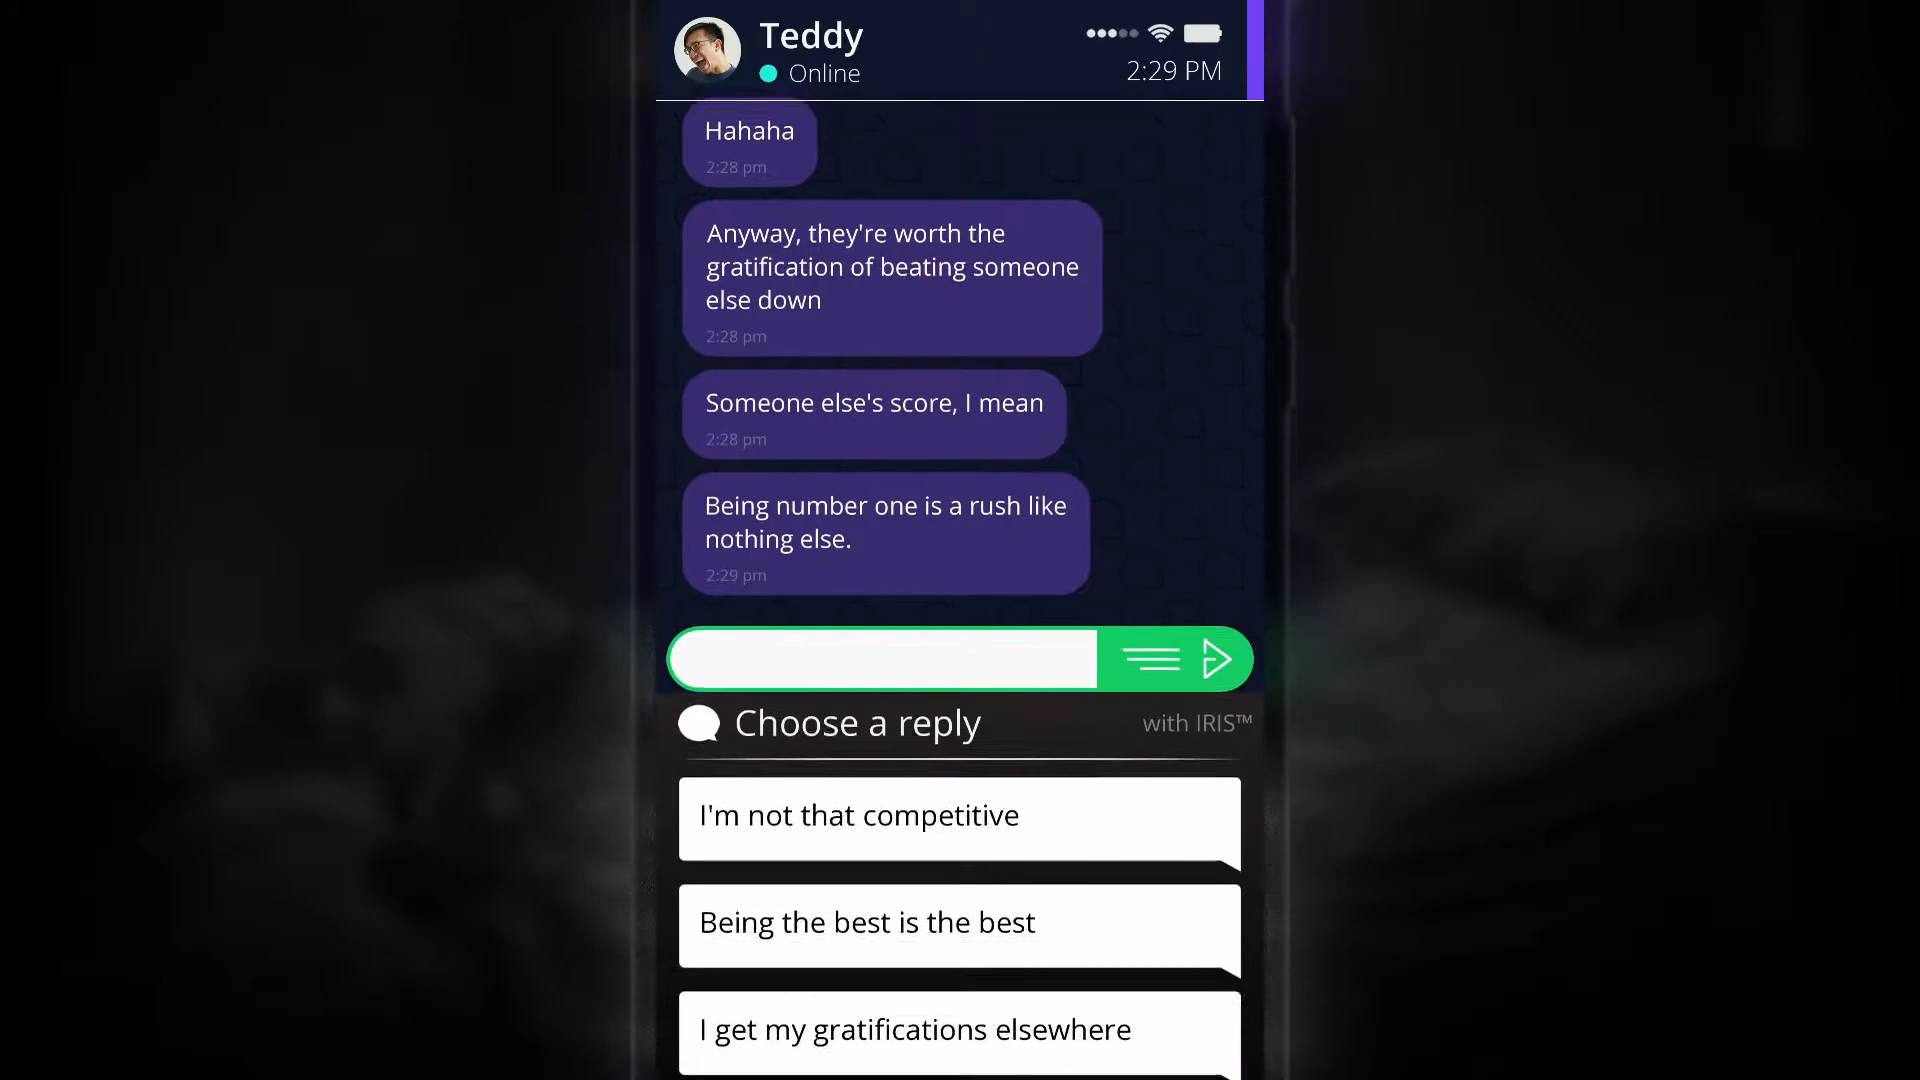 Teddy
Online
2:29 PM
Hahaha
2:28 pm
Anyway, they're worth the
gratification of beating someone
else down
2:28 pm
Someone else's score, I mean
2:28 pm
Being number one is a rush like
nothing else.
2:29 pm
Choose a reply
with IRIS™
I'm not that competitive
Being the best is the best
I get my gratifications elsewhere